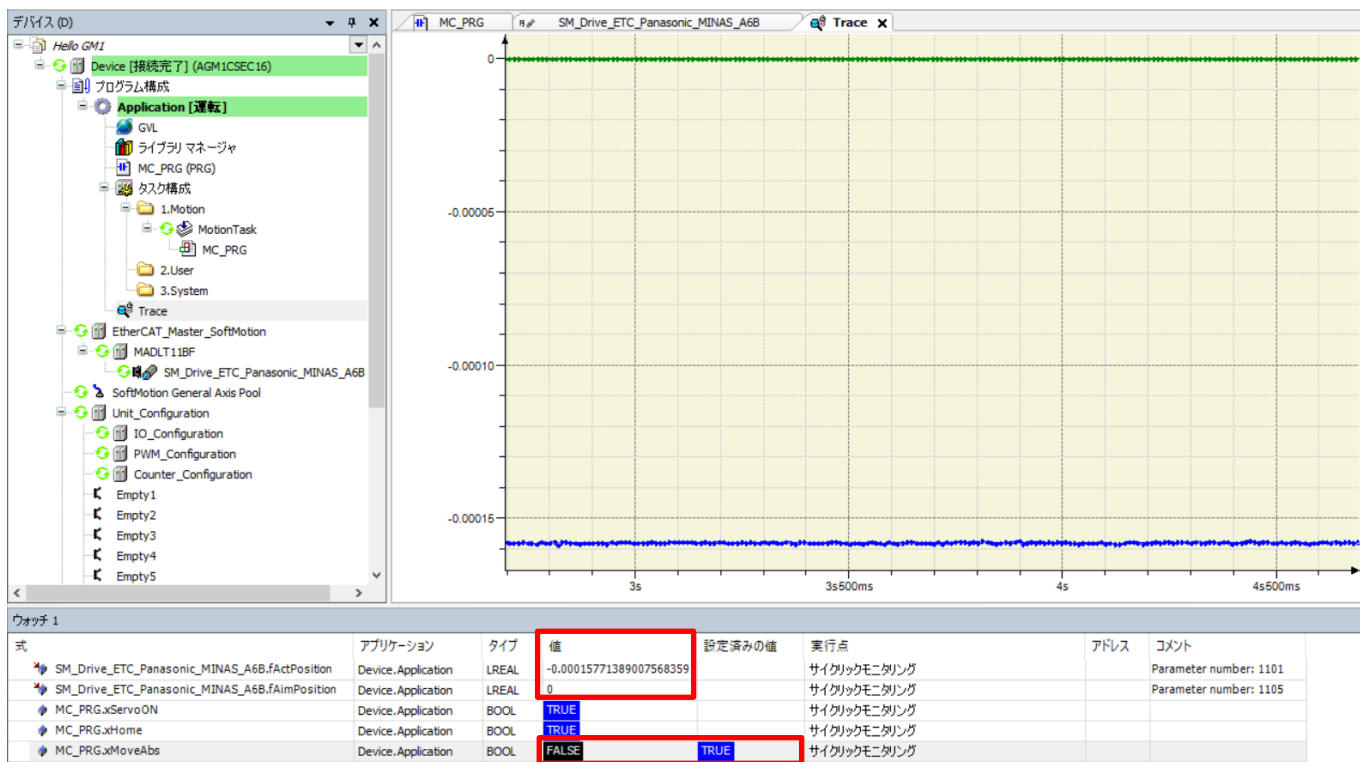 デバイス (D)
Hello GM1
Device [接続完了] (AGM1CSEC16)
プログラム構成
Application [運転]
GVL
ライブラリ マネージャ
MC_PRG (PRG)
タスク構成
1.Motion
MotionTask
MC_PRG
2.User
3.System
Trace
EtherCAT_Master_SoftMotion
MADLT11BF
SM_Drive_ETC_Panasonic_MINAS_A6B
SoftMotion General Axis Pool
Unit_Configuration
IO_Configuration
PWM_Configuration
Counter_Configuration
Empty1
Empty2
Empty3
Empty4
Empty5
MC_PRG SM_Drive_ETC_Panasonic_MINAS_A6B Trace
0
-0.00005
-0.00010
-0.00015
3s 3s500ms 4s 4s500ms
ウォッチ 1
式 アプリケーション タイプ 値 設定済みの値 実行点 アドレス コメント
SM_Drive_ETC_Panasonic_MINAS_A6B.fActPosition Device.Application LREAL -0.00015771389007568359 サイクリックモニタリング Parameter number: 1101
SM_Drive_ETC_Panasonic_MINAS_A6B.fAimPosition Device.Application LREAL 0 サイクリックモニタリング Parameter number: 1105
MC_PRG.xServoON Device.Application BOOL TRUE サイクリックモニタリング
MC_PRG.xHome Device.Application BOOL TRUE サイクリックモニタリング
MC_PRG.xMoveAbs Device.Application BOOL FALSE TRUE サイクリックモニタリング